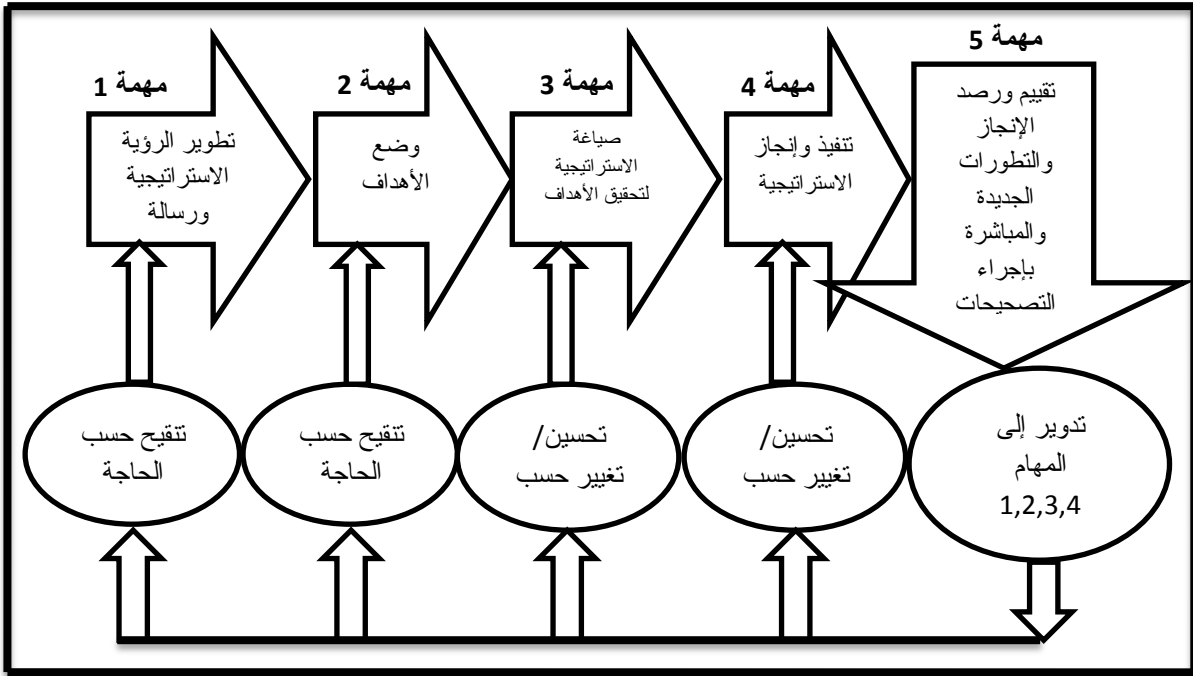 مهمة 1
تطوير الرؤية
الاستراتيجية
ورسالة
مهمة 2
وضع
الأهداف
مهمة 3
صياغة
الاستراتيجية
لتحقيق الأهداف
مهمة 4
تنفيذ وإنجاز
الاستراتيجية
مهمة 5
تقييم ورصد
الإنجاز
والتطورات
الجديدة
والمباشرة
بإجراء
التصحيحات
تنقيح حسب
الحاجة
تنقيح حسب
الحاجة
تحسين/
تغيير حسب
تحسين/
تغيير حسب
تدوير إلى
المهام
1,2,3,4